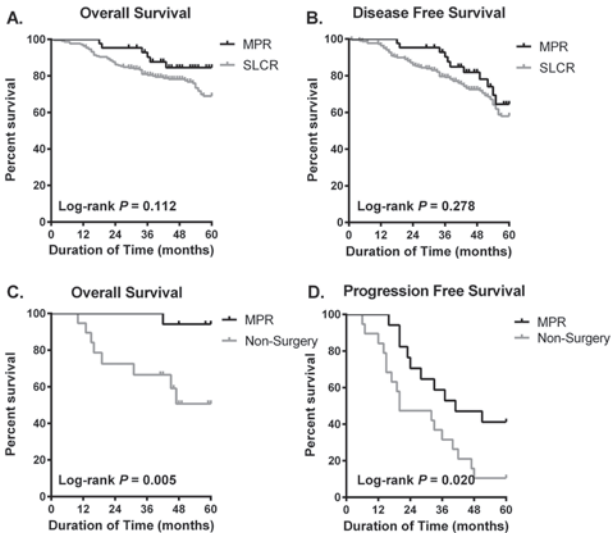 A. Overall Survival
100
80
60
40
20
0
Percent survival
MPR
SLCR
Log-rank P = 0.112
0 12 24 36 48 60
Duration of Time (months)
B. Disease Free Survival
100
80
60
40
20
0
Percent survival
MPR
SLCR
Log-rank P = 0.278
0 12 24 36 48 60
Duration of Time (months)
C. Overall Survival
100
80
60
40
20
0
Percent survival
MPR
Non-Surgery
Log-rank P = 0.005
0 12 24 36 48 60
Duration of Time (months)
D. Progression Free Survival
100
80
60
40
20
0
Percent survival
MPR
Non-Surgery
Log-rank P = 0.020
0 12 24 36 48 60
Duration of Time (months)